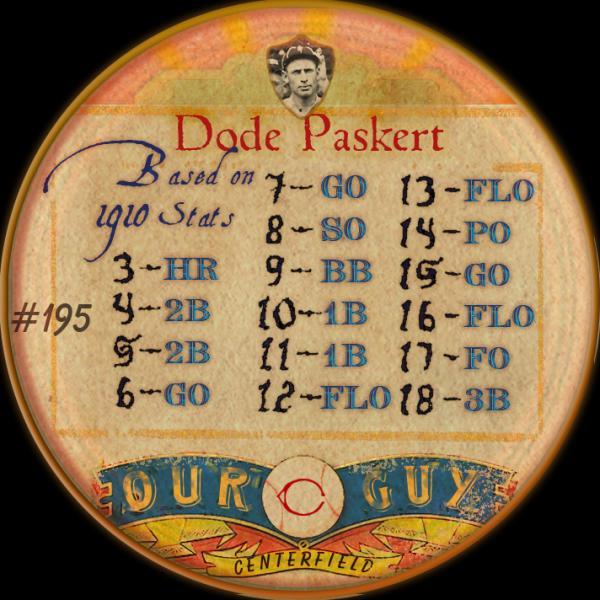 Dode Paskert
Based on
1910 Stats
3-HR
4-2B
5-2B
6-GO
7-GO
8-SO
9-BB
10-1B
11-1B
12-FLO
13-FLO
14-PO
15-GO
16-FLO
17-FO
18-3B
#195
OUR C GUY
CENTERFIELD